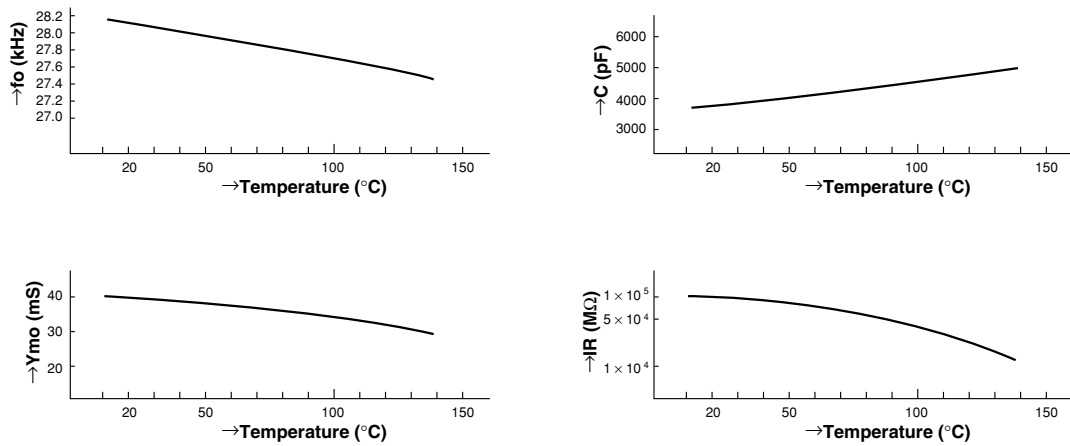 →fo (kHz)
28.2
28.0
27.8
27.6
27.4
27.2
27.0
20 50 100 150
→Temperature (°C)
→C (pF)
6000
5000
4000
3000
20 50 100 150
→Temperature (°C)
→Ymo (mS)
40
30
20
20 50 100 150
→Temperature (°C)
→IR (MΩ)
1 × 10⁵
5 × 10⁴
1 × 10⁴
20 50 100 150
→Temperature (°C)